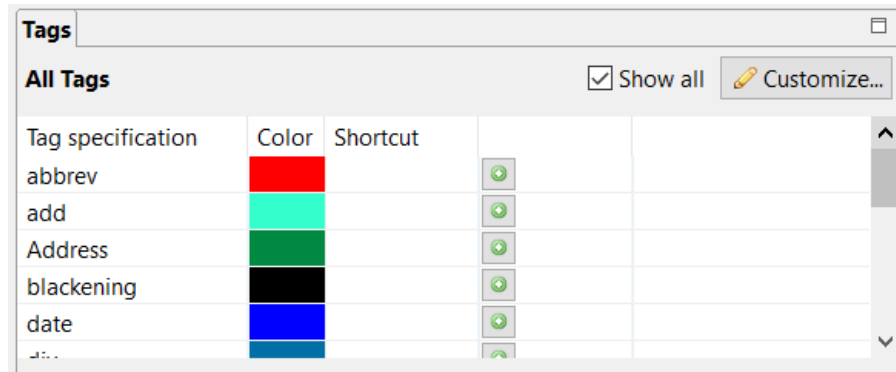 Tags
All Tags Show all Customize...
Tag specification Color Shortcut
abbrev
add
Address
blackening
date